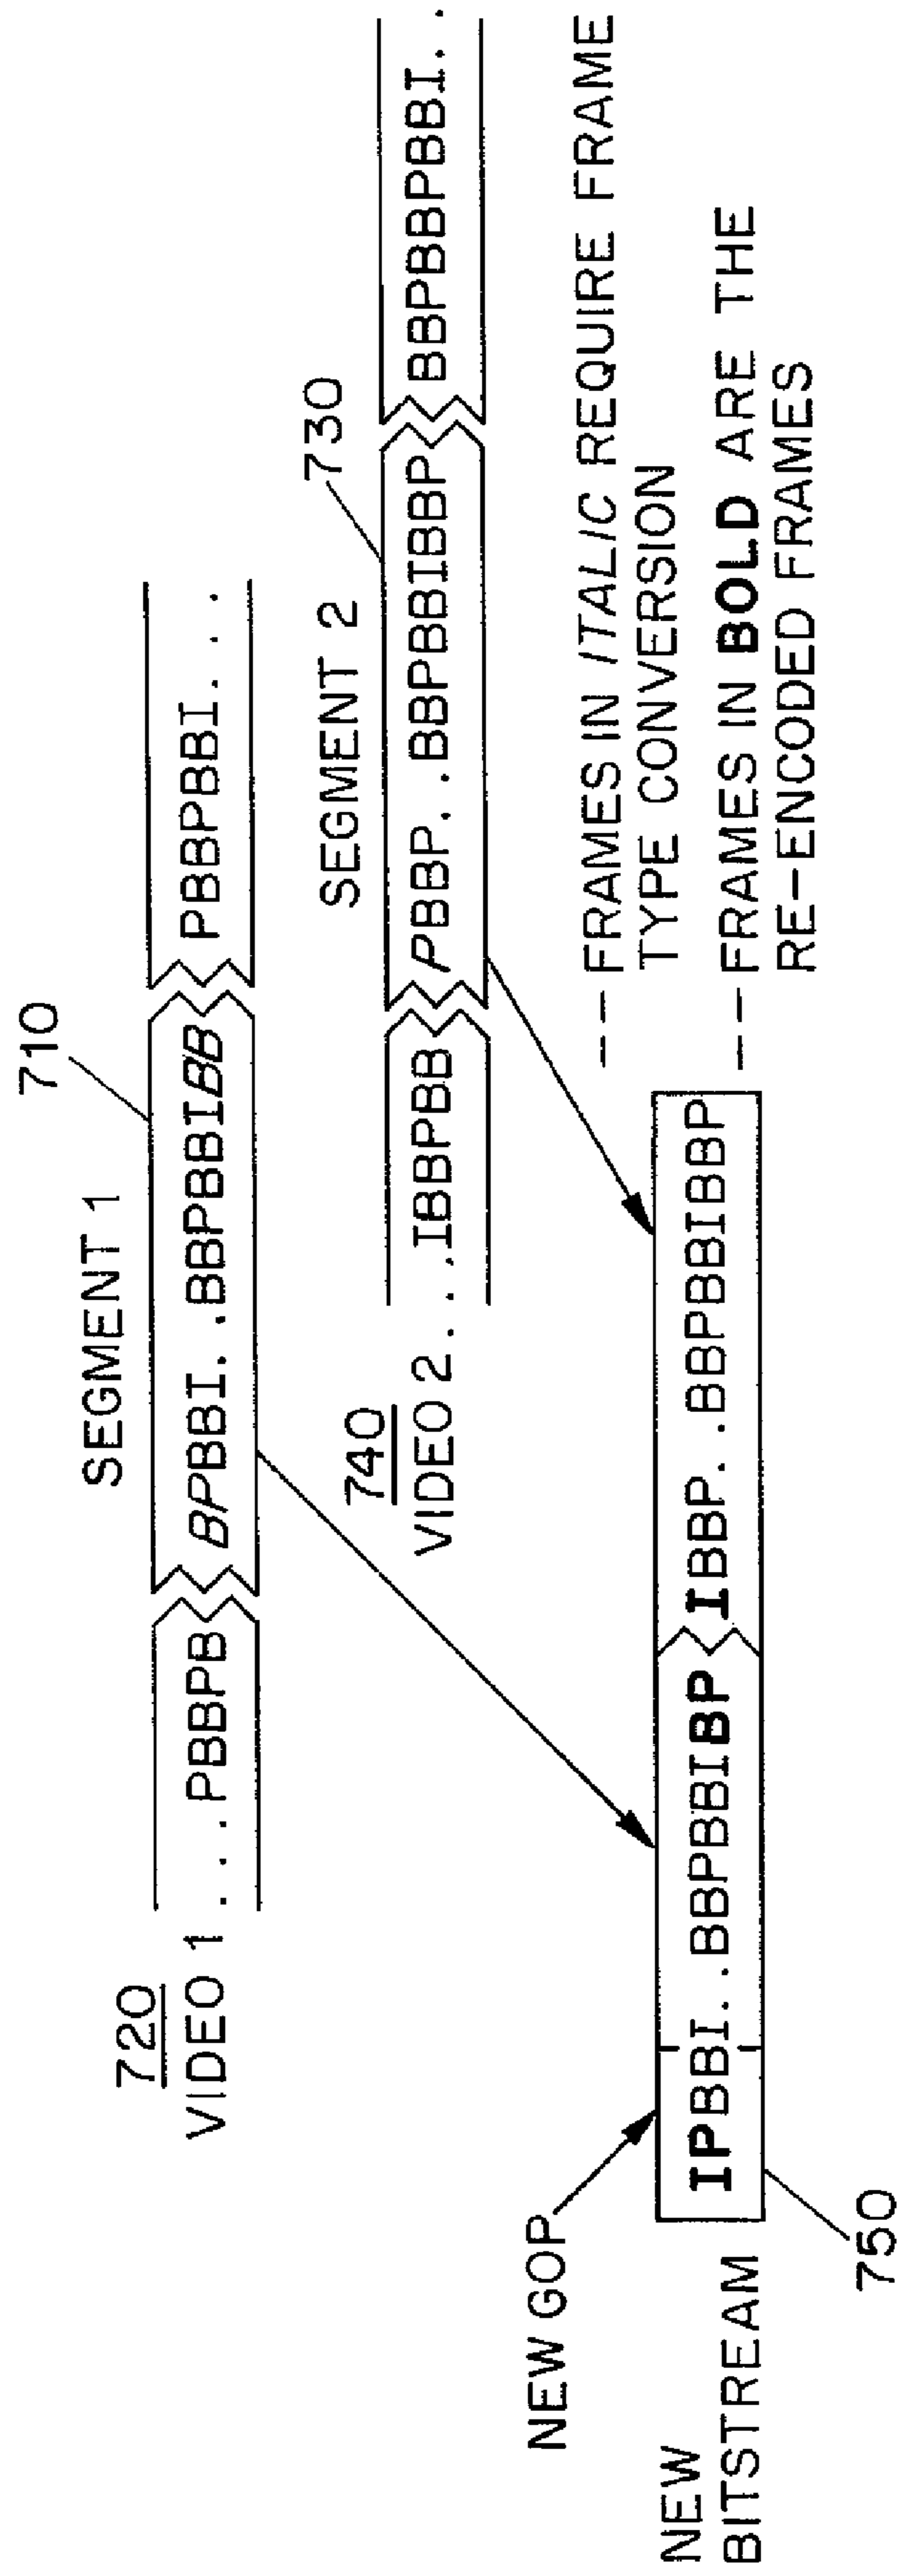 710
SEGMENT 1
720
VIDEO 1 . . . PBBPB BPBBI. .BBPBBIBB PBBPBBI. . .
730
SEGMENT 2
740
VIDEO 2. . .IBBPBB PBBP. .BBPBBIBBP BBPBBPBBI. . .
NEW GOP
-- FRAMES IN ITALIC REQUIRE FRAME
TYPE CONVERSION
NEW
BITSTREAM
IPBBI. .BBPBBIBP IBBP. .BBPBBIBBP
-- FRAMES IN BOLD ARE THE
RE-ENCODED FRAMES
750